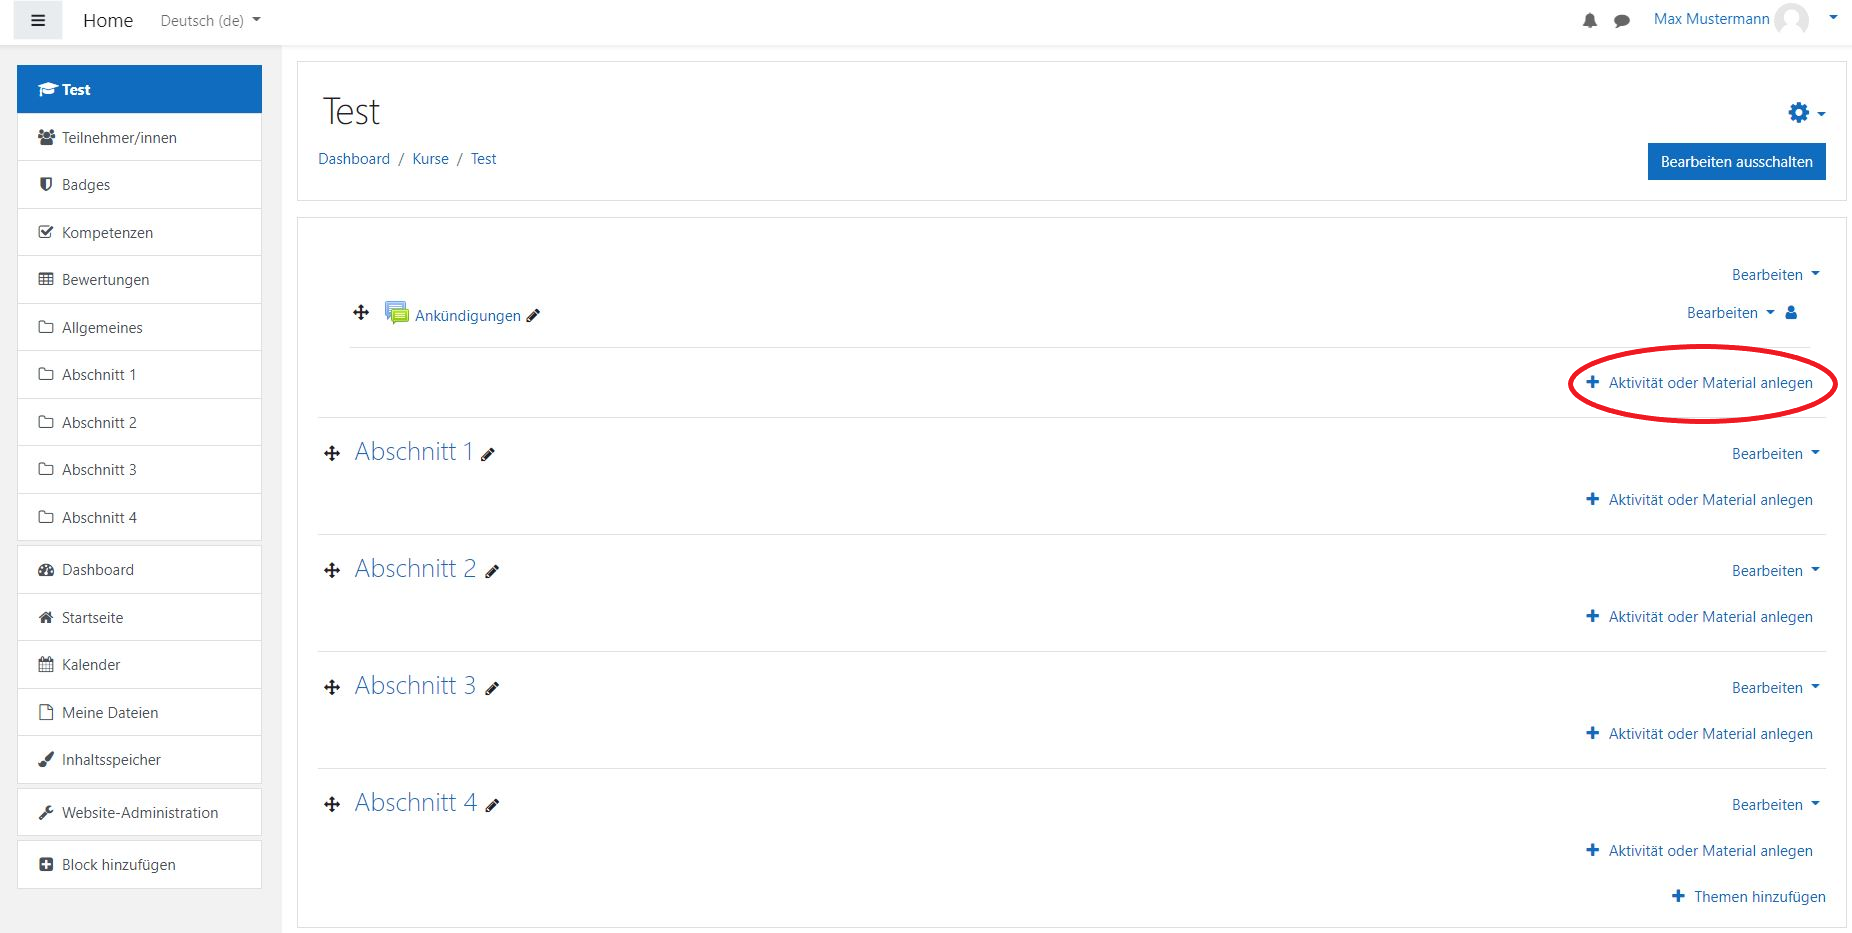 Home Deutsch (de) Max Mustermann
Test
Teilnehmer/innen
Badges
Kompetenzen
Bewertungen
Allgemeines
Abschnitt 1
Abschnitt 2
Abschnitt 3
Abschnitt 4
Dashboard
Startseite
Kalender
Meine Dateien
Inhaltsspeicher
Website-Administration
Block hinzufügen
Test
Dashboard / Kurse / Test
Bearbeiten ausschalten
Bearbeiten
Ankündigungen Bearbeiten
Aktivität oder Material anlegen
Abschnitt 1 Bearbeiten
Aktivität oder Material anlegen
Abschnitt 2 Bearbeiten
Aktivität oder Material anlegen
Abschnitt 3 Bearbeiten
Aktivität oder Material anlegen
Abschnitt 4 Bearbeiten
Aktivität oder Material anlegen
Themen hinzufügen